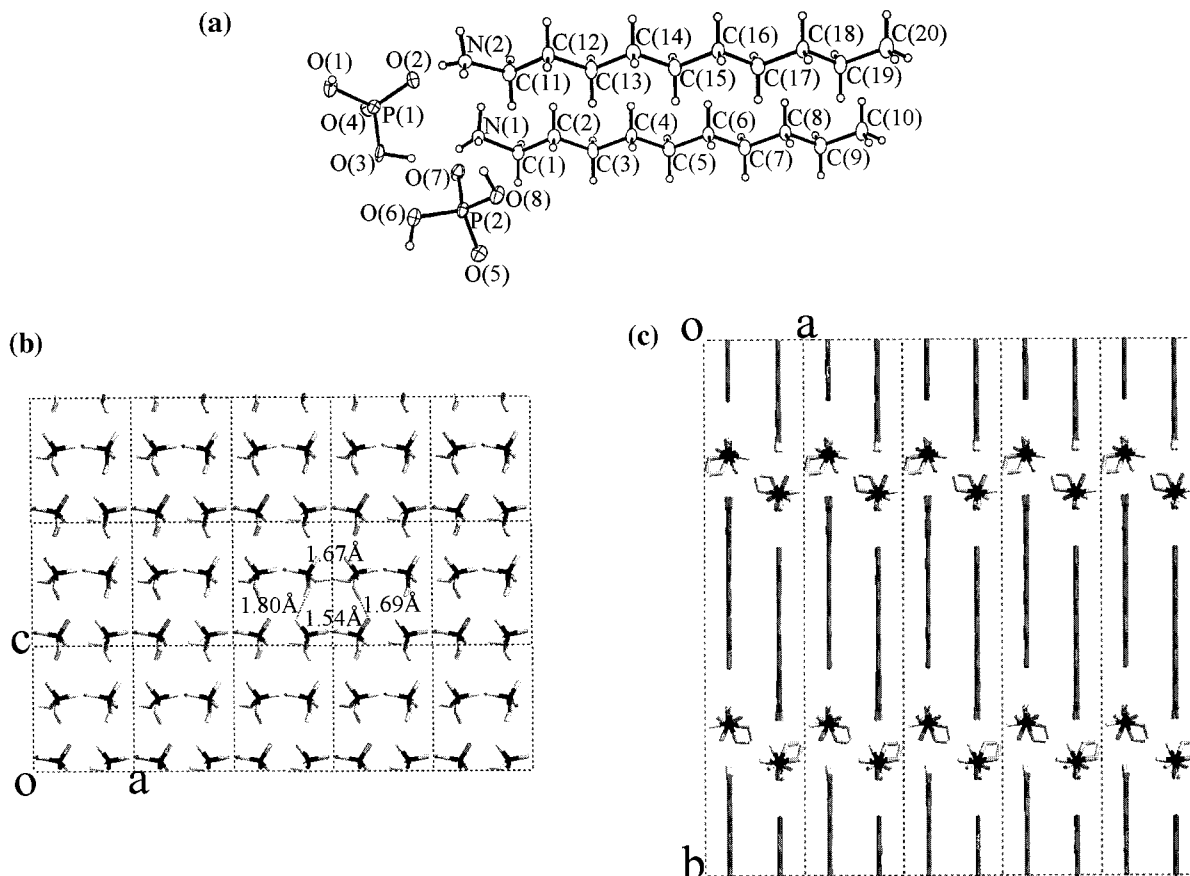 (a)
C(12) C(14) C(16) C(18) C(20)
N(2)
O(1) O(2)
C(11) C(13) C(15) C(17) C(19)
O(4) P(1)
N(1) C(2) C(4) C(6) C(8) C(10)
O(3)
C(1) C(3) C(5) C(7) C(9)
O(7)
O(8)
O(6)
P(2)
O(5)
(b)
1.67Å
1.80Å 1.69Å
1.54Å
c
o a
(c)
o a
b